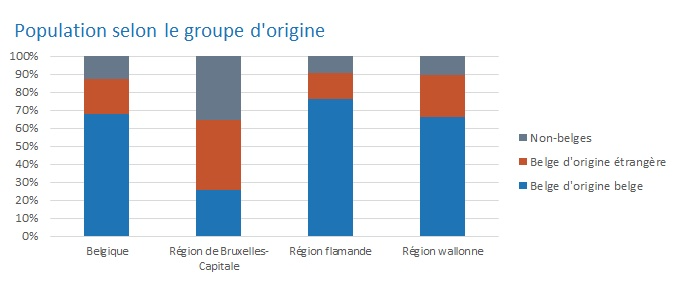 Population selon le groupe d'origine
100%
90%
80%
70%
60%
50%
40%
30%
20%
10%
0%
Belgique
Région de Bruxelles-
Capitale
Région flamande
Région wallonne
Non-belges
Belge d'origine étrangère
Belge d'origine belge